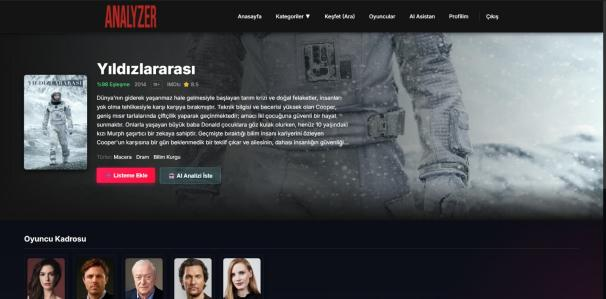 ANALYZER
Anasayfa Kategoriler ▼ Keşfet (Ara) Oyuncular AI Asistan Profilim Çıkış
Yıldızlararası
%98 Eşleşme 2014 IMDb: ⭐ 8.5
YILDIZLARARASI
Dünya'nın giderek yaşanmaz hale gelmesiyle başlayan tarım krizi ve doğal felaketler, insanları
yok olma tehlikesiyle karşı karşıya bırakmıştır. Teknik bilgisi ve becerisi yüksek olan Cooper,
geniş mısır tarlalarında çiftçilik yaparak geçinmektedir; amacı iki çocuğuna güvenli bir hayat
sunmaktır. Onlarla yaşayan büyük baba Donald çocuklara göz kulak olurken, henüz 10 yaşındaki
kızı Murph şaşırtıcı bir zekaya sahiptir. Geçmişte bıraktığı bilim insanı kariyerini özleyen
Cooper'un karşısına bir gün beklenmedik bir teklif çıkar ve ailesinin, dahası insanlığın güvenliği...
Türler: Macera Dram Bilim Kurgu
+ Listeme Ekle AI Analizi İste
Oyuncu Kadrosu